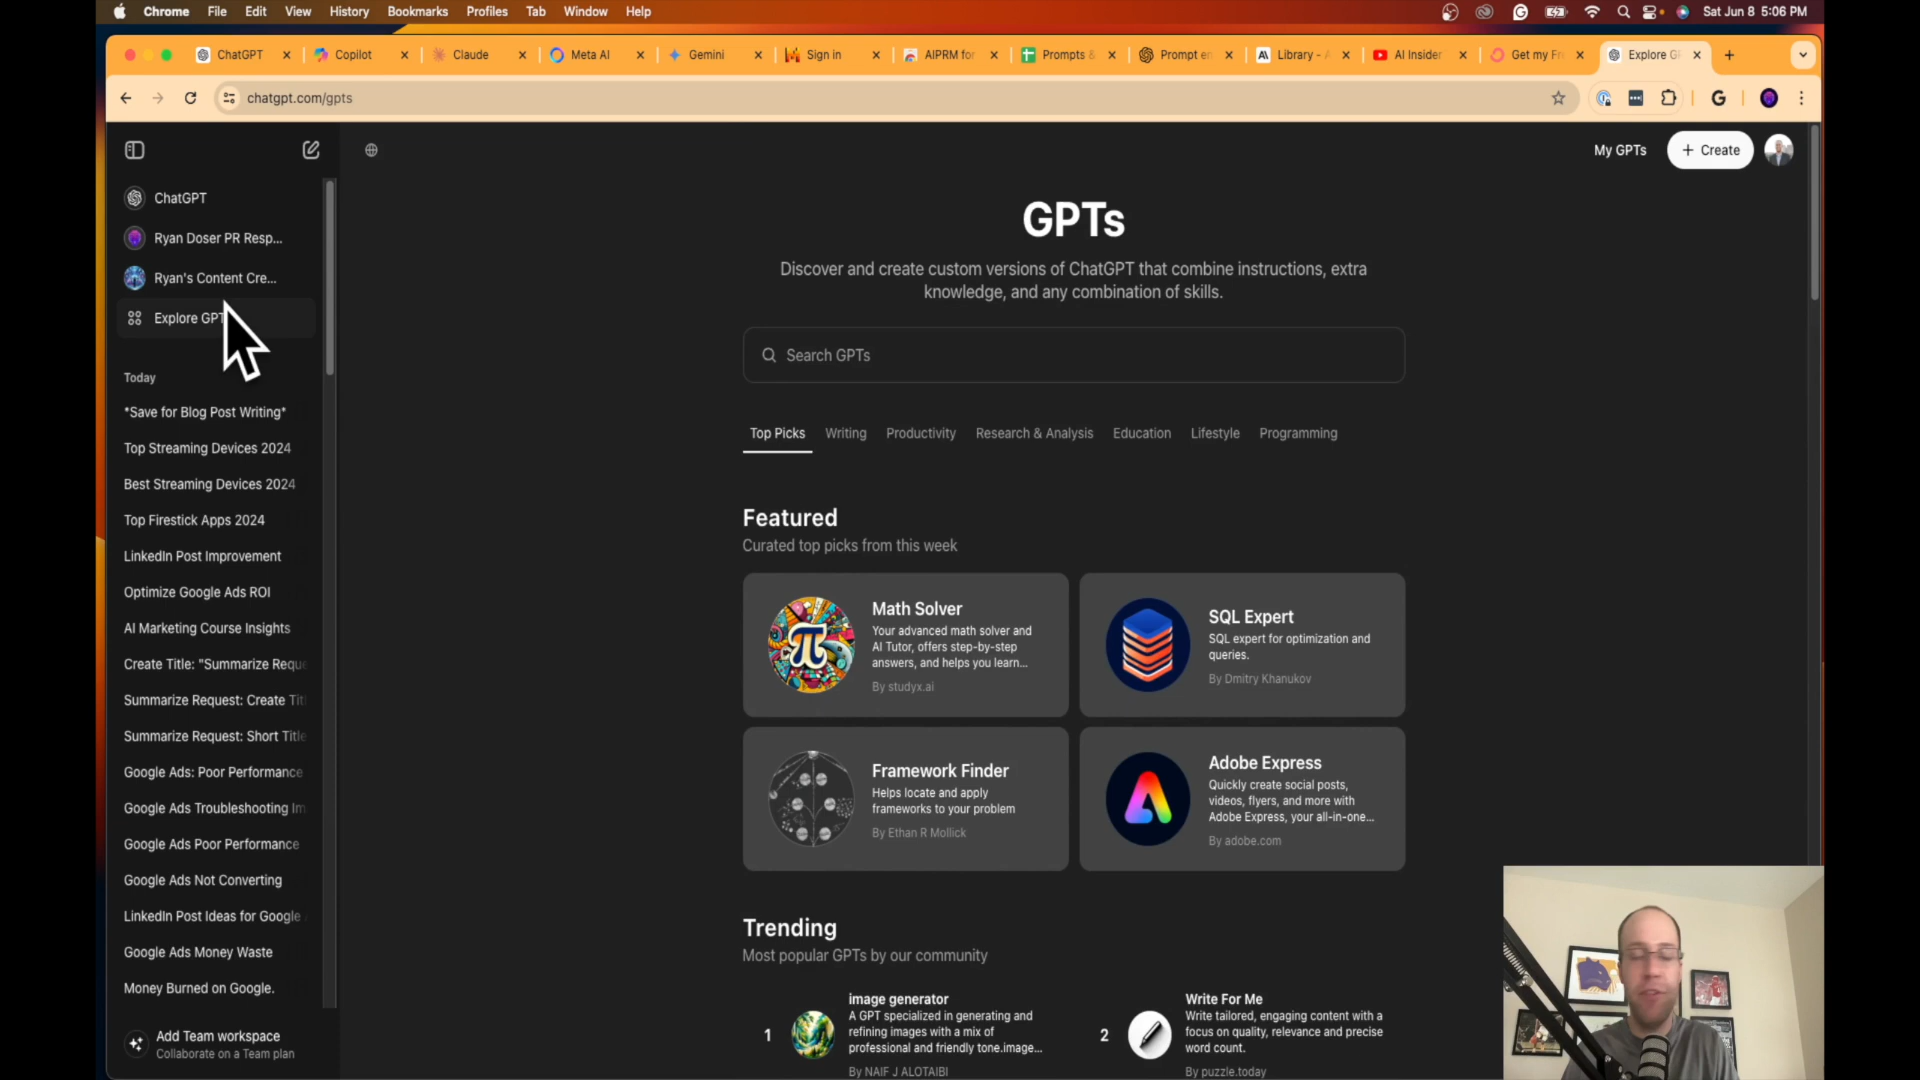 Chrome File Edit View History Bookmarks Profiles Tab Window Help Sat Jun 8 5:06 PM
ChatGPT Copilot Claude Meta AI Gemini Sign in AIPRM for Prompts & Prompt en Library - AI Insider Get my Fr Explore G
chatgpt.com/gpts
My GPTs
+ Create
ChatGPT
Ryan Doser PR Resp...
Ryan's Content Cre...
Explore GPT
Today
*Save for Blog Post Writing*
Top Streaming Devices 2024
Best Streaming Devices 2024
Top Firestick Apps 2024
LinkedIn Post Improvement
Optimize Google Ads ROI
AI Marketing Course Insights
Create Title: "Summarize Reque
Summarize Request: Create Tit
Summarize Request: Short Title
Google Ads: Poor Performance
Google Ads Troubleshooting Im
Google Ads Poor Performance
Google Ads Not Converting
LinkedIn Post Ideas for Google
Google Ads Money Waste
Money Burned on Google.
Add Team workspace
Collaborate on a Team plan
GPTs
Discover and create custom versions of ChatGPT that combine instructions, extra
knowledge, and any combination of skills.
Search GPTs
Top Picks Writing Productivity Research & Analysis Education Lifestyle Programming
Featured
Curated top picks from this week
Math Solver
Your advanced math solver and
AI Tutor, offers step-by-step
answers, and helps you learn...
By studyx.ai
SQL Expert
SQL expert for optimization and
queries.
By Dmitry Khanukov
Framework Finder
Helps locate and apply
frameworks to your problem
By Ethan R Mollick
Adobe Express
Quickly create social posts,
videos, flyers, and more with
Adobe Express, your all-in-one...
By adobe.com
Trending
Most popular GPTs by our community
1
image generator
A GPT specialized in generating and
refining images with a mix of
professional and friendly tone.image...
By NAIF J ALOTAIBI
2
Write For Me
Write tailored, engaging content with a
focus on quality, relevance and precise
word count.
By puzzle.today